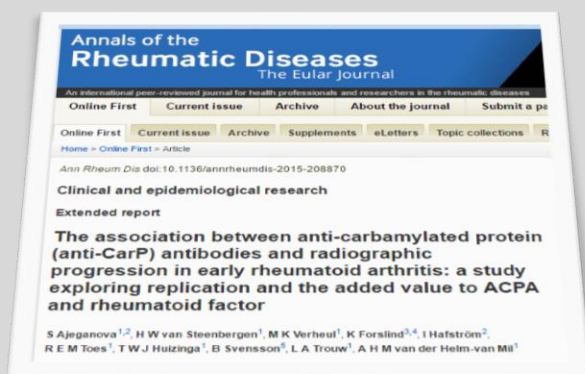 Annals of the
Rheumatic Diseases
The Eular Journal
An international peer-reviewed journal for health professionals and researchers in the rheumatic diseases
Online First Current issue Archive About the journal Submit a pa
Online First Current issue Archive Supplements eLetters Topic collections R
Home > Online First > Article
Ann Rheum Dis doi:10.1136/annrheumdis-2015-208870
Clinical and epidemiological research
Extended report
The association between anti-carbamylated protein
(anti-CarP) antibodies and radiographic
progression in early rheumatoid arthritis: a study
exploring replication and the added value to ACPA
and rheumatoid factor
S Ajeganova1,2, H W van Steenbergen1, M K Verheul1, K Forslind3,4, I Hafström2,
R E M Toes1, T W J Huizinga1, B Svensson5, L A Trouw1, A H M van der Helm-van Mil1